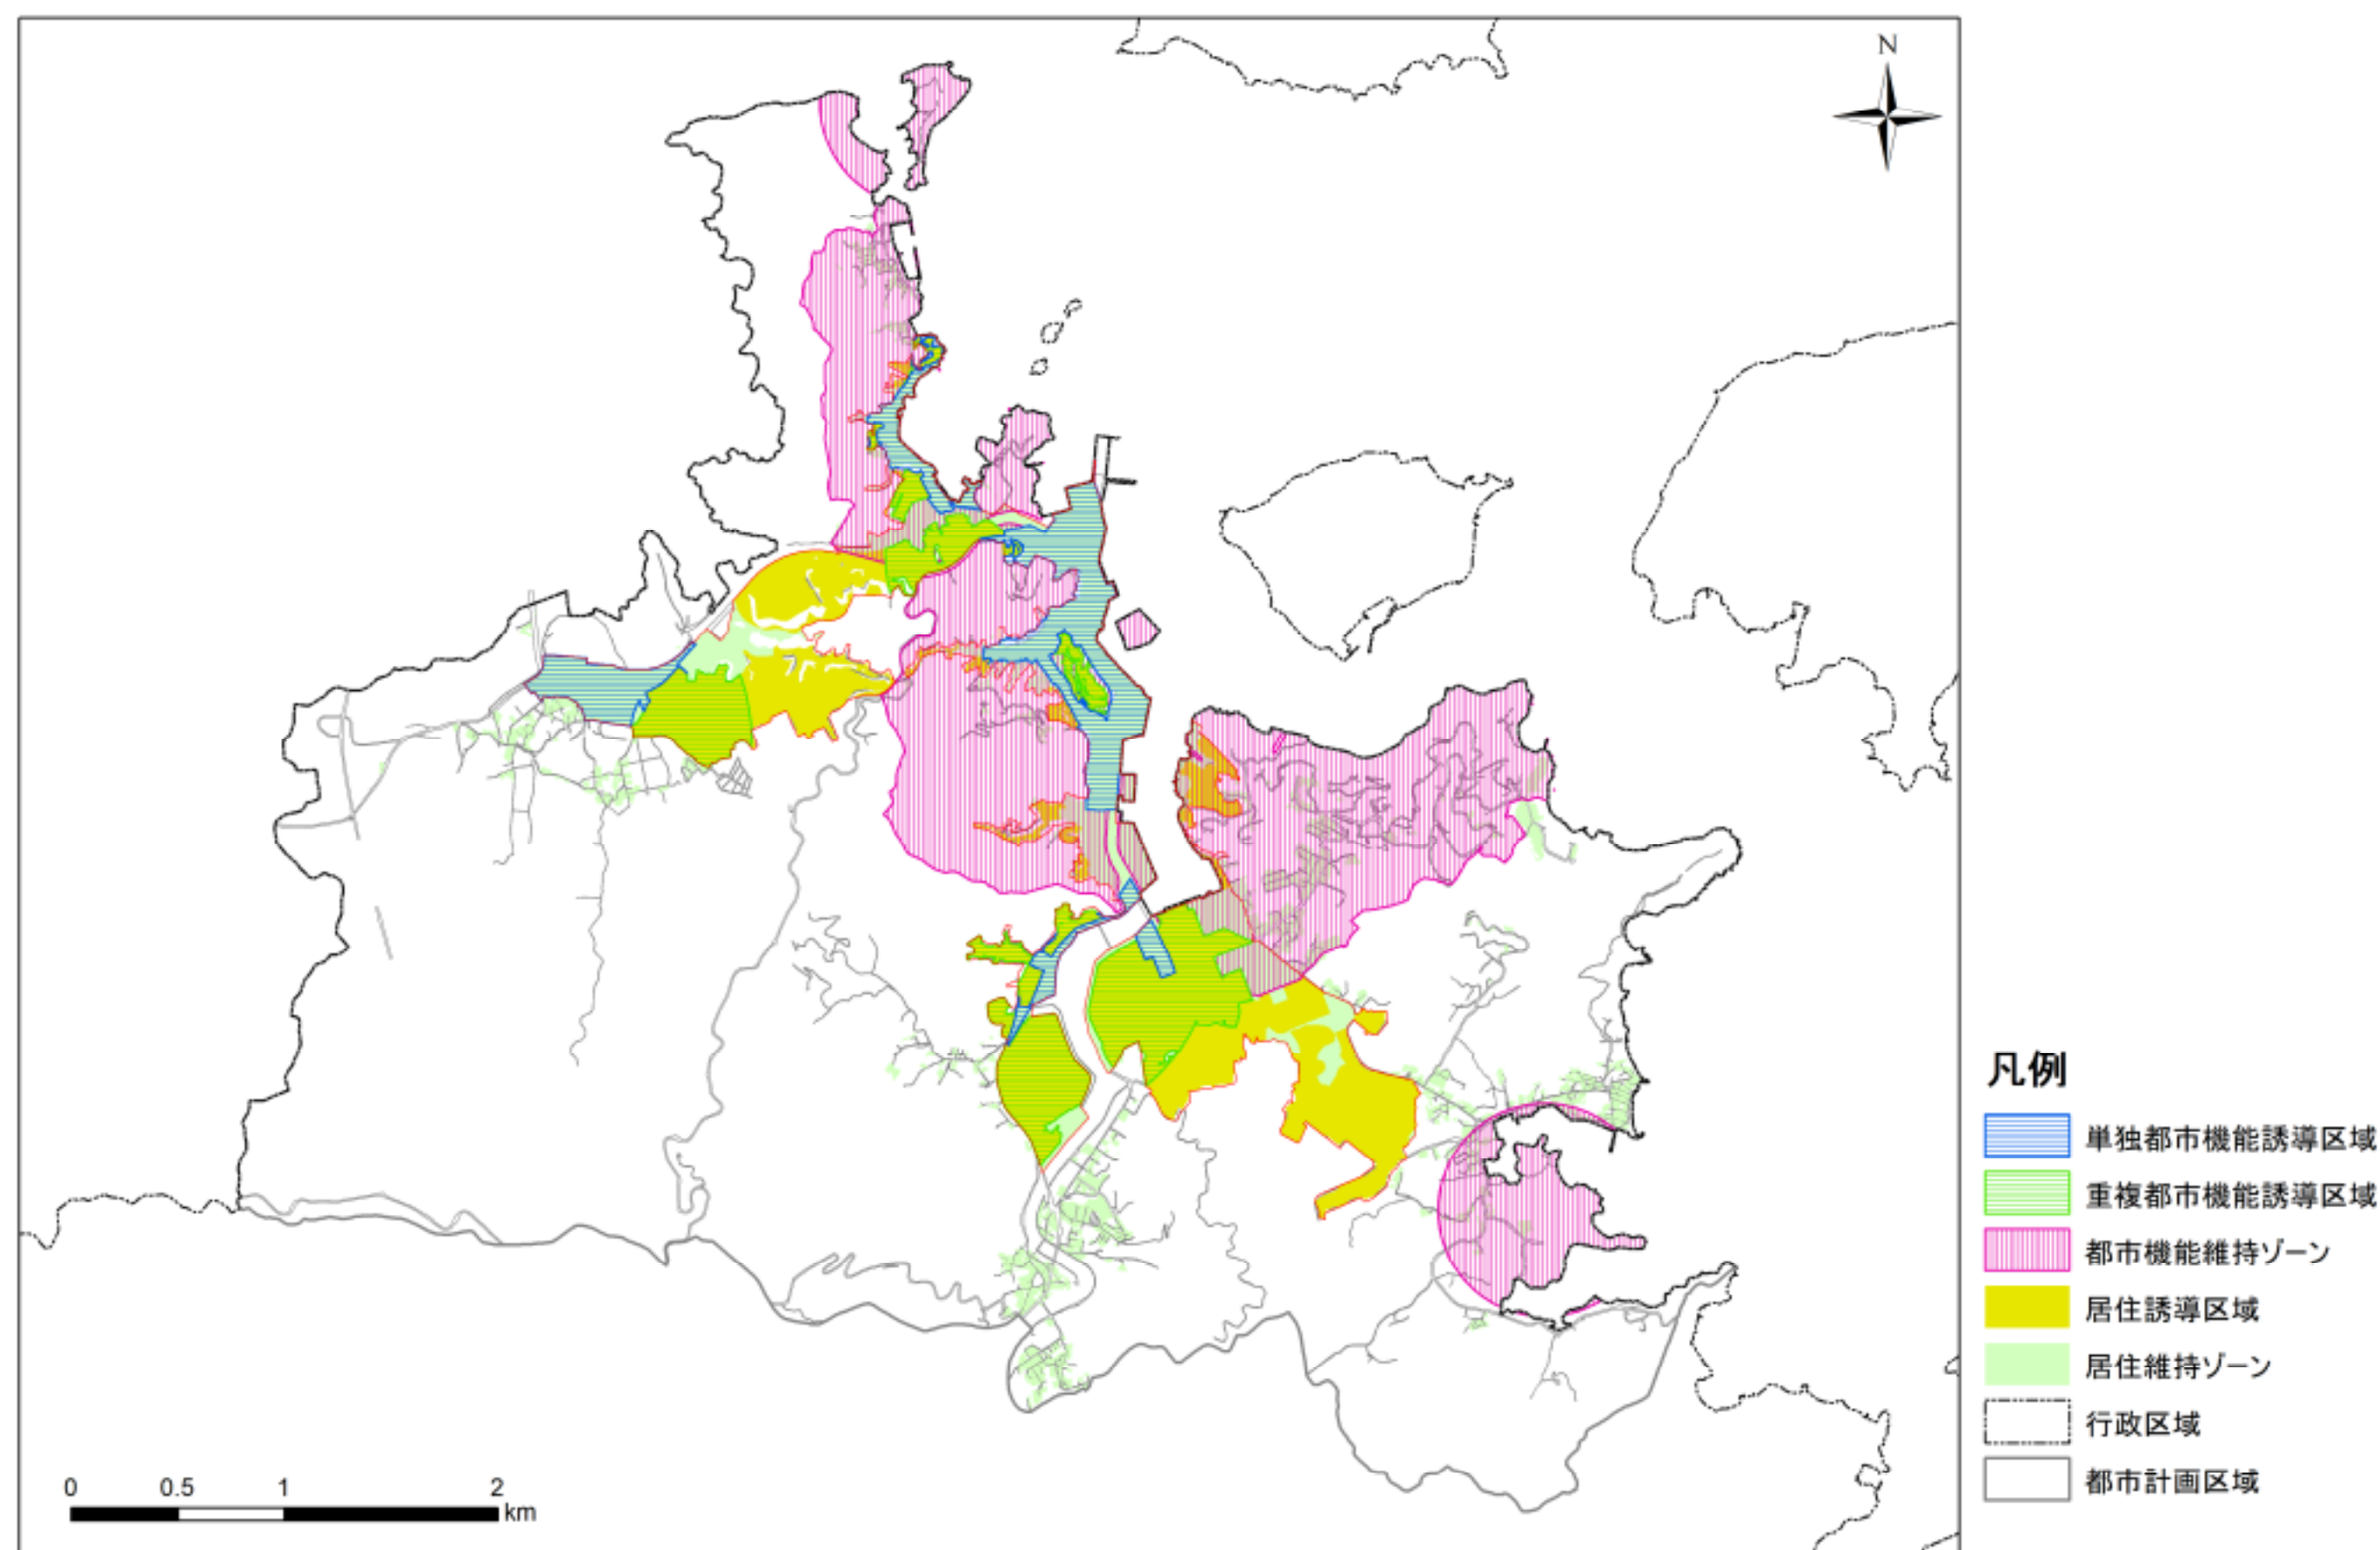 N
凡例
単独都市機能誘導区域
重複都市機能誘導区域
都市機能維持ゾーン
居住誘導区域
居住維持ゾーン
行政区域
都市計画区域
0 0.5 1 2
km